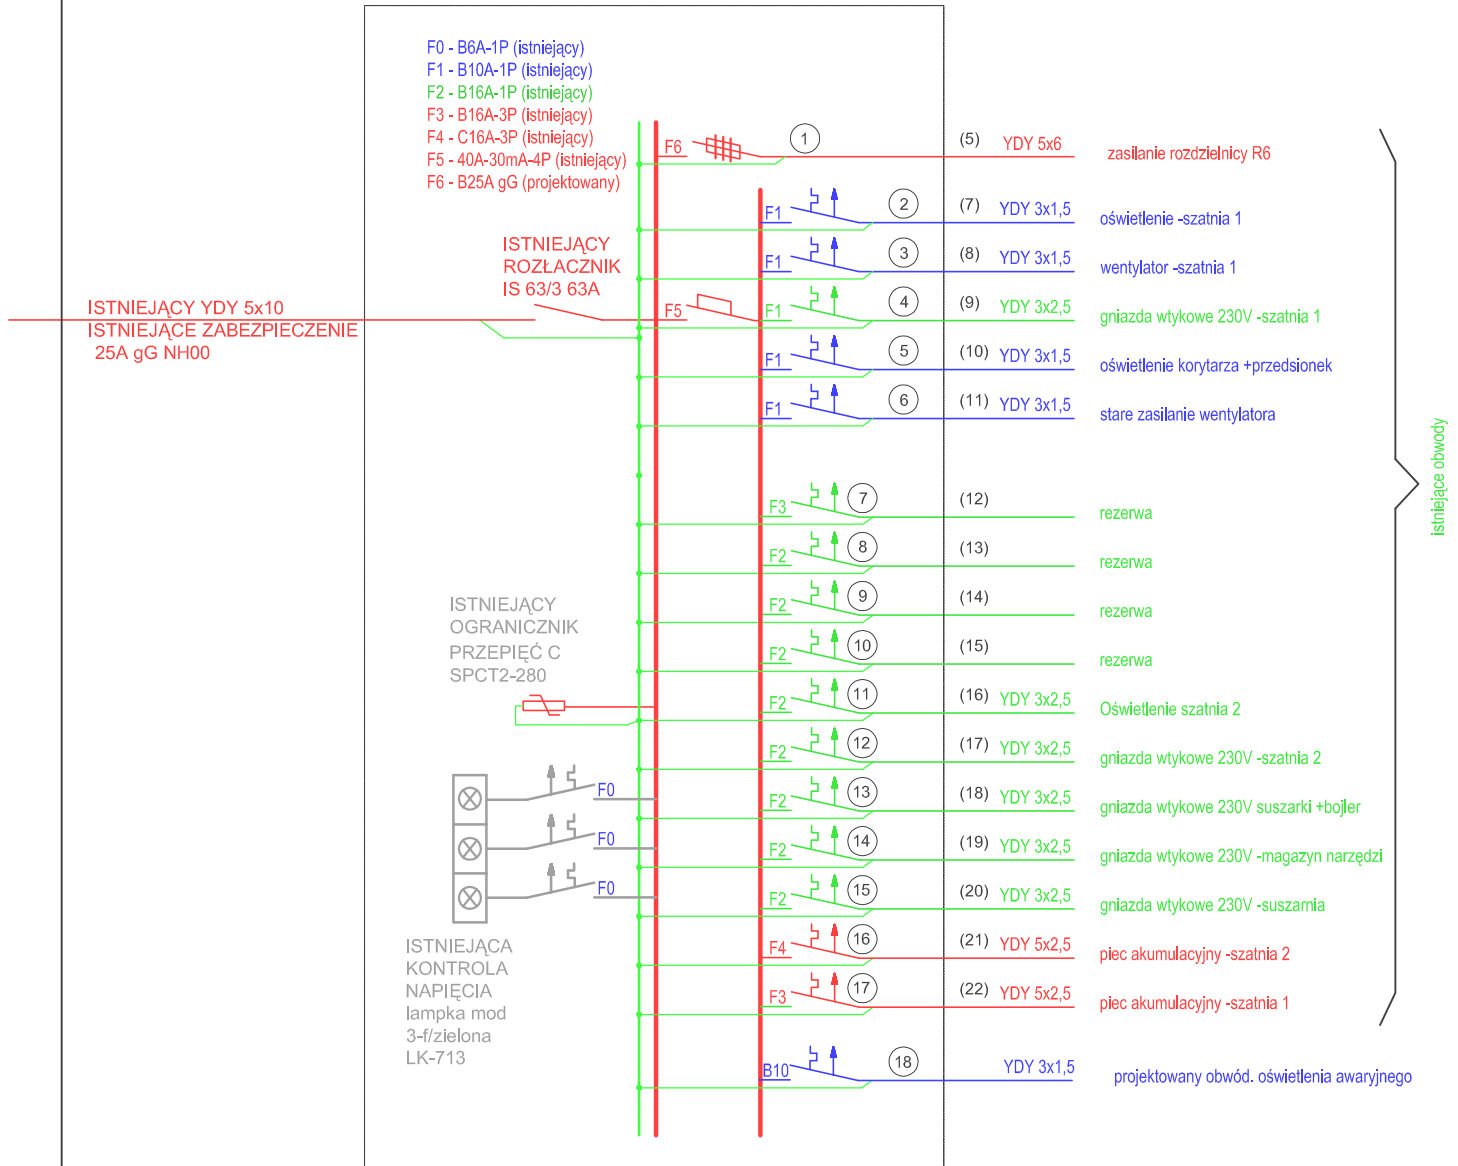 F0 - B6A-1P (istniejący)
F1 - B10A-1P (istniejący)
F2 - B16A-1P (istniejący)
F3 - B16A-3P (istniejący)
F4 - C16A-3P (istniejący)
F5 - 40A-30mA-4P (istniejący)
F6 - B25A gG (projektowany)
F6 1 (5) YDY 5x6 zasilanie rozdzielnicy R6
F1 2 (7) YDY 3x1,5 oświetlenie -szatnia 1
F1 3 (8) YDY 3x1,5 wentylator -szatnia 1
ISTNIEJĄCY
ROZŁACZNIK
IS 63/3 63A
ISTNIEJĄCY YDY 5x10
ISTNIEJĄCE ZABEZPIECZENIE
25A gG NH00
F5 F1 4 (9) YDY 3x2,5 gniazda wtykowe 230V -szatnia 1
F1 5 (10) YDY 3x1,5 oświetlenie korytarza +przedsionek
F1 6 (11) YDY 3x1,5 stare zasilanie wentylatora
istniejące obwody
F3 7 (12) rezerwa
F2 8 (13) rezerwa
F2 9 (14) rezerwa
F2 10 (15) rezerwa
ISTNIEJĄCY
OGRANICZNIK
PRZEPIĘĆ C
SPCT2-280
F2 11 (16) YDY 3x2,5 Oświetlenie szatnia 2
F2 12 (17) YDY 3x2,5 gniazda wtykowe 230V -szatnia 2
F0
F2 13 (18) YDY 3x2,5 gniazda wtykowe 230V suszarki +bojler
F0
F2 14 (19) YDY 3x2,5 gniazda wtykowe 230V -magazyn narzędzi
F0
F2 15 (20) YDY 3x2,5 gniazda wtykowe 230V -suszarnia
F4 16 (21) YDY 5x2,5 piec akumulacyjny -szatnia 2
F3 17 (22) YDY 5x2,5 piec akumulacyjny -szatnia 1
ISTNIEJĄCA
KONTROLA
NAPIĘCIA
lampka mod
3-f/zielona
LK-713
B10 18 YDY 3x1,5 projektowany obwód. oświetlenia awaryjnego